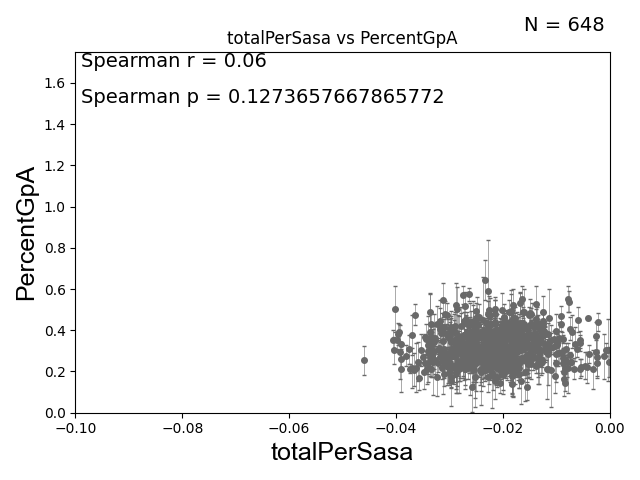 N = 648
totalPerSasa vs PercentGpA
Spearman r = 0.06
Spearman p = 0.1273657667865772
PercentGpA
1.6
1.4
1.2
1.0
0.8
0.6
0.4
0.2
0.0
−0.10
−0.08
−0.06
−0.04
−0.02
0.00
totalPerSasa